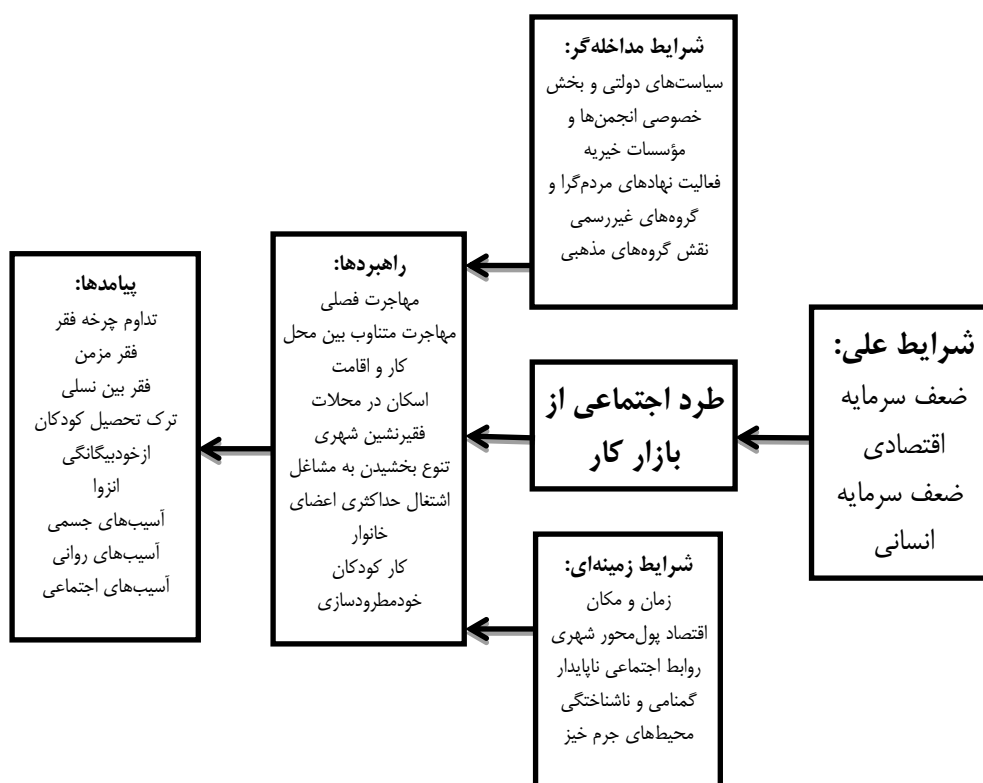 شرایط علی:
ضعف سرمایه
اقتصادی
ضعف سرمایه
انسانی
شرایط مداخله‌گر:
سیاست‌های دولتی و بخش
خصوصی انجمن‌ها و
مؤسسات خیریه
فعالیت نهادهای مردم‌گرا و
گروه‌های غیررسمی
نقش گروه‌های مذهبی
طرد اجتماعی از
بازار کار
شرایط زمینه‌ای:
زمان و مکان
اقتصاد پول‌محور شهری
روابط اجتماعی ناپایدار
گمنامی و ناشناختگی
محیط‌های جرم خیز
راهبردها:
مهاجرت فصلی
مهاجرت متناوب بین محل
کار و اقامت
اسکان در محلات
فقیرنشین شهری
تنوع بخشیدن به مشاغل
اشتغال حداکثری اعضای
خانوار
کار کودکان
خودمطرودسازی
پیامدها:
تداوم چرخه فقر
فقر مزمن
فقر بین نسلی
ترک تحصیل کودکان
ازخودبیگانگی
انزوا
آسیب‌های جسمی
آسیب‌های روانی
آسیب‌های اجتماعی